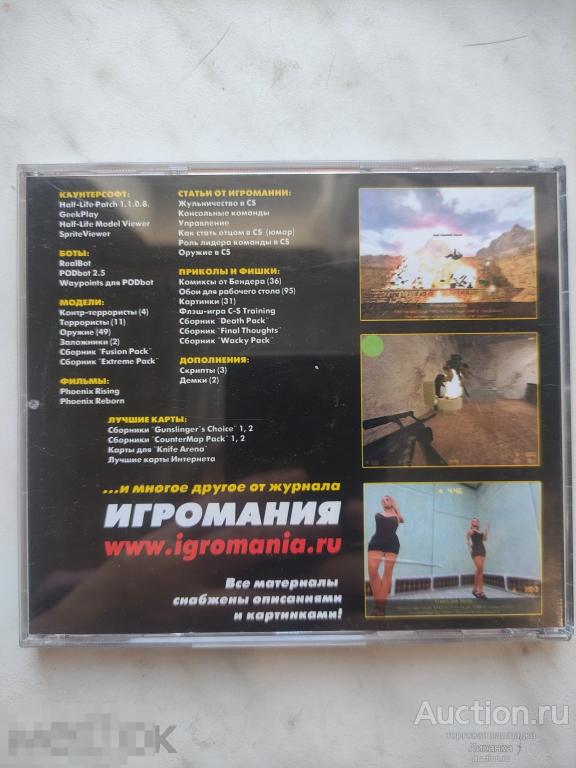 КАУНТЕРСОФТ:
Half-Life Patch 1.1.0.8.
GeekPlay
Half-Life Model Viewer
SpriteViewer
БОТЫ:
RealBot
PODbot 2.5
Waypoints для PODbot
МОДЕЛИ:
Контр-террористы (4)
Террористы (11)
Оружие (49)
Заложники (2)
Сборник "Fusion Pack"
Сборник "Extreme Pack"
ФИЛЬМЫ:
Phoenix Rising
Phoenix Reborn
СТАТЬИ ОТ ИГРОМАНИИ:
Жульничество в CS
Консольные команды
Управление
Как стать отцом в CS (юмор)
Роль лидера команды в CS
Оружие в CS
ПРИКОЛЫ И ФИШКИ:
Комиксы от Бендера (36)
Обои для рабочего стола (95)
Картинки (31)
Флэш-игра C-S Training
Сборник "Death Pack"
Сборник "Final Thoughts"
Сборник "Wacky Pack"
ДОПОЛНЕНИЯ:
Скрипты (3)
Демки (2)
ЛУЧШИЕ КАРТЫ:
Сборники "Gunslinger's Choice" 1, 2
Сборники "CounterMap Pack" 1, 2
Карты для "Knife Arena"
Лучшие карты Интернета
...и многое другое от журнала
ИГРОМАНИЯ
www.igromania.ru
Все материалы
снабжены описаниями
и картинками!
Auction.ru
торговая площадка
auction.ru